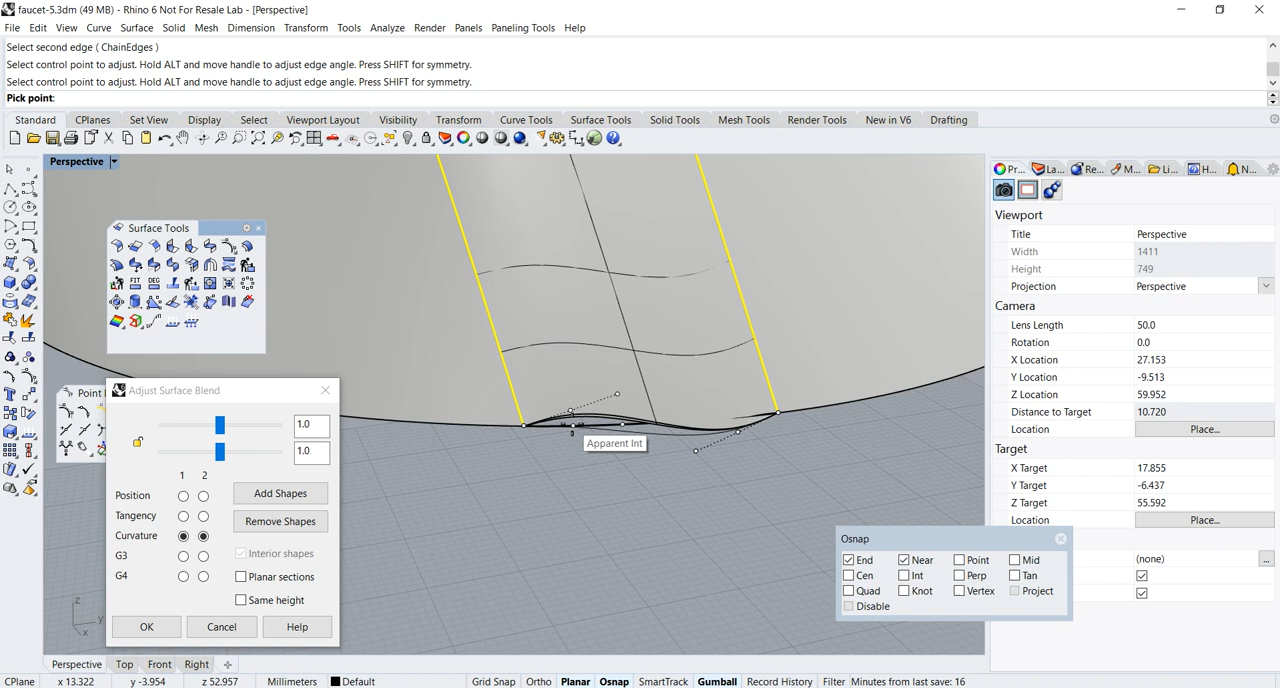 faucet-5.3dm (49 MB) - Rhino 6 Not For Resale Lab - [Perspective]
File Edit View Curve Surface Solid Mesh Dimension Transform Tools Analyze Render Panels Paneling Tools Help
Select second edge ( ChainEdges )
Select control point to adjust. Hold ALT and move handle to adjust edge angle. Press SHIFT for symmetry.
Select control point to adjust. Hold ALT and move handle to adjust edge angle. Press SHIFT for symmetry.
Pick point:
Standard CPlanes Set View Display Select Viewport Layout Visibility Transform Curve Tools Surface Tools Solid Tools Mesh Tools Render Tools New in V6 Drafting
Perspective
Pr... La... Re... M... Li... H... N...
Surface Tools
FIT DEG
Viewport
Title Perspective
Width 1411
Height 749
Projection Perspective
Camera
Lens Length 50.0
Rotation 0.0
X Location 27.153
Y Location -9.513
Z Location 59.952
Distance to Target 10.720
Location Place...
Target
X Target 17.855
Y Target -6.437
Z Target 55.592
Location Place...
(none) ...
Point
Adjust Surface Blend
1.0
1.0
1 2
Position
Tangency
Curvature
G3
G4
Add Shapes
Remove Shapes
Interior shapes
Planar sections
Same height
OK Cancel Help
Apparent Int
Osnap
End Near Point Mid
Cen Int Perp Tan
Quad Knot Vertex Project
Disable
z
y
x
Perspective Top Front Right
CPlane x 13.322 y -3.954 z 52.957 Millimeters Default Grid Snap Ortho Planar Osnap SmartTrack Gumball Record History Filter Minutes from last save: 16